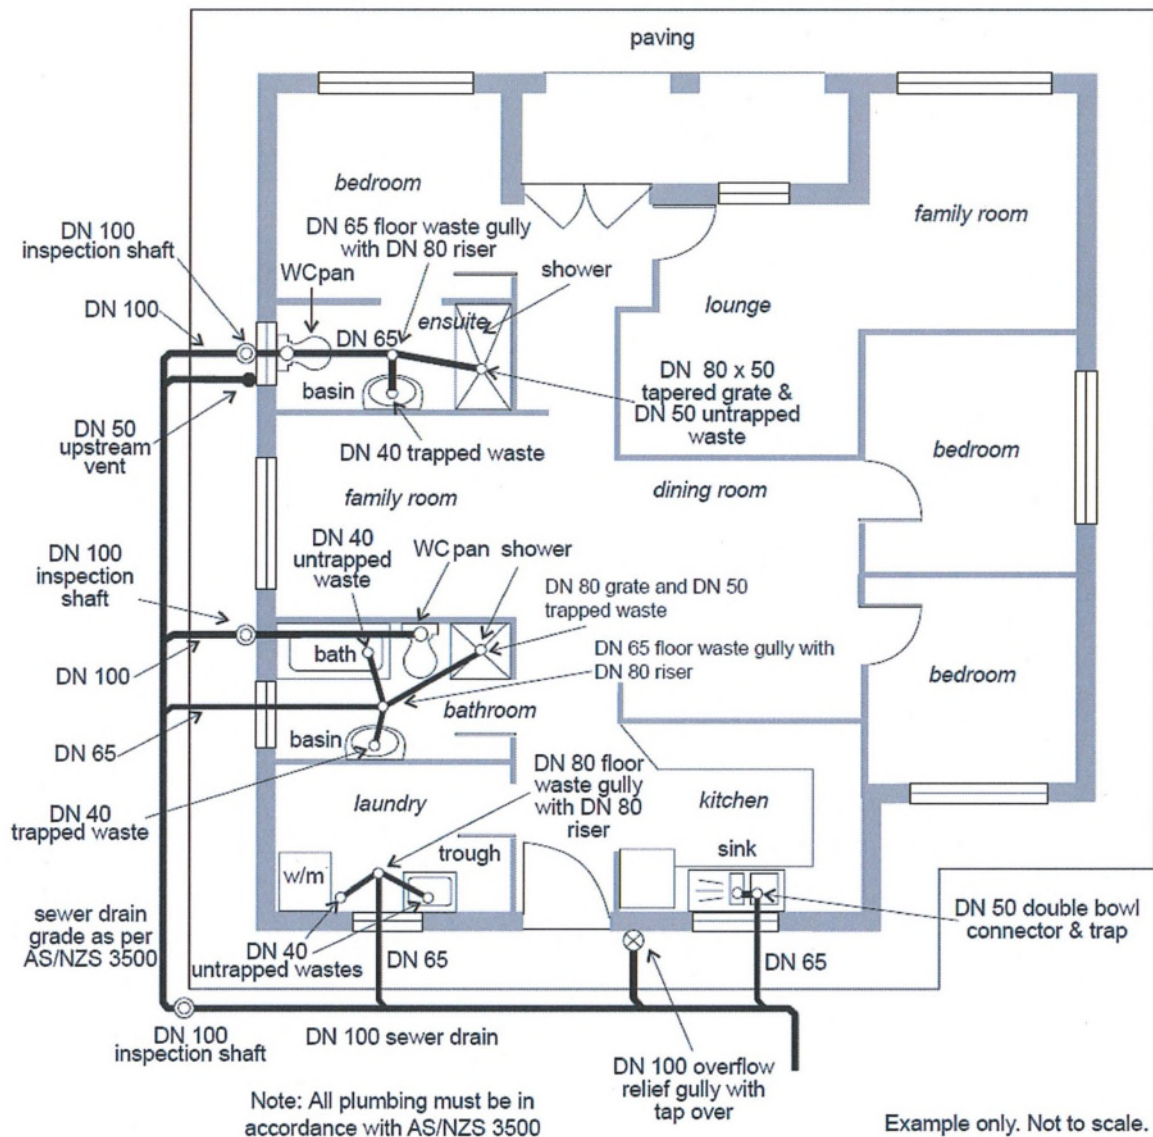 paving
bedroom
DN 65 floor waste gully
with DN 80 riser
family room
DN 100
inspection shaft
WC pan
shower
DN 100
lounge
ensuite
DN 65
basin
DN 80 x 50
tapered grate &
DN 50 untrapped
waste
DN 50
upstream
vent
DN 40 trapped waste
bedroom
family room
dining room
DN 40
untrapped
waste
WC pan shower
DN 100
inspection
shaft
DN 80 grate and DN 50
trapped waste
bath
DN 65 floor waste gully with
DN 80 riser
DN 100
bedroom
bathroom
basin
DN 65
DN 80 floor
waste gully
with DN 80
riser
laundry
kitchen
DN 40
trapped waste
trough
sink
w/m
sewer drain
grade as per
AS/NZS 3500
DN 40
untrapped wastes
DN 65
DN 65
DN 50 double bowl
connector & trap
DN 100
inspection shaft
DN 100 sewer drain
DN 100 overflow
relief gully with
tap over
Note: All plumbing must be in
accordance with AS/NZS 3500
Example only. Not to scale.